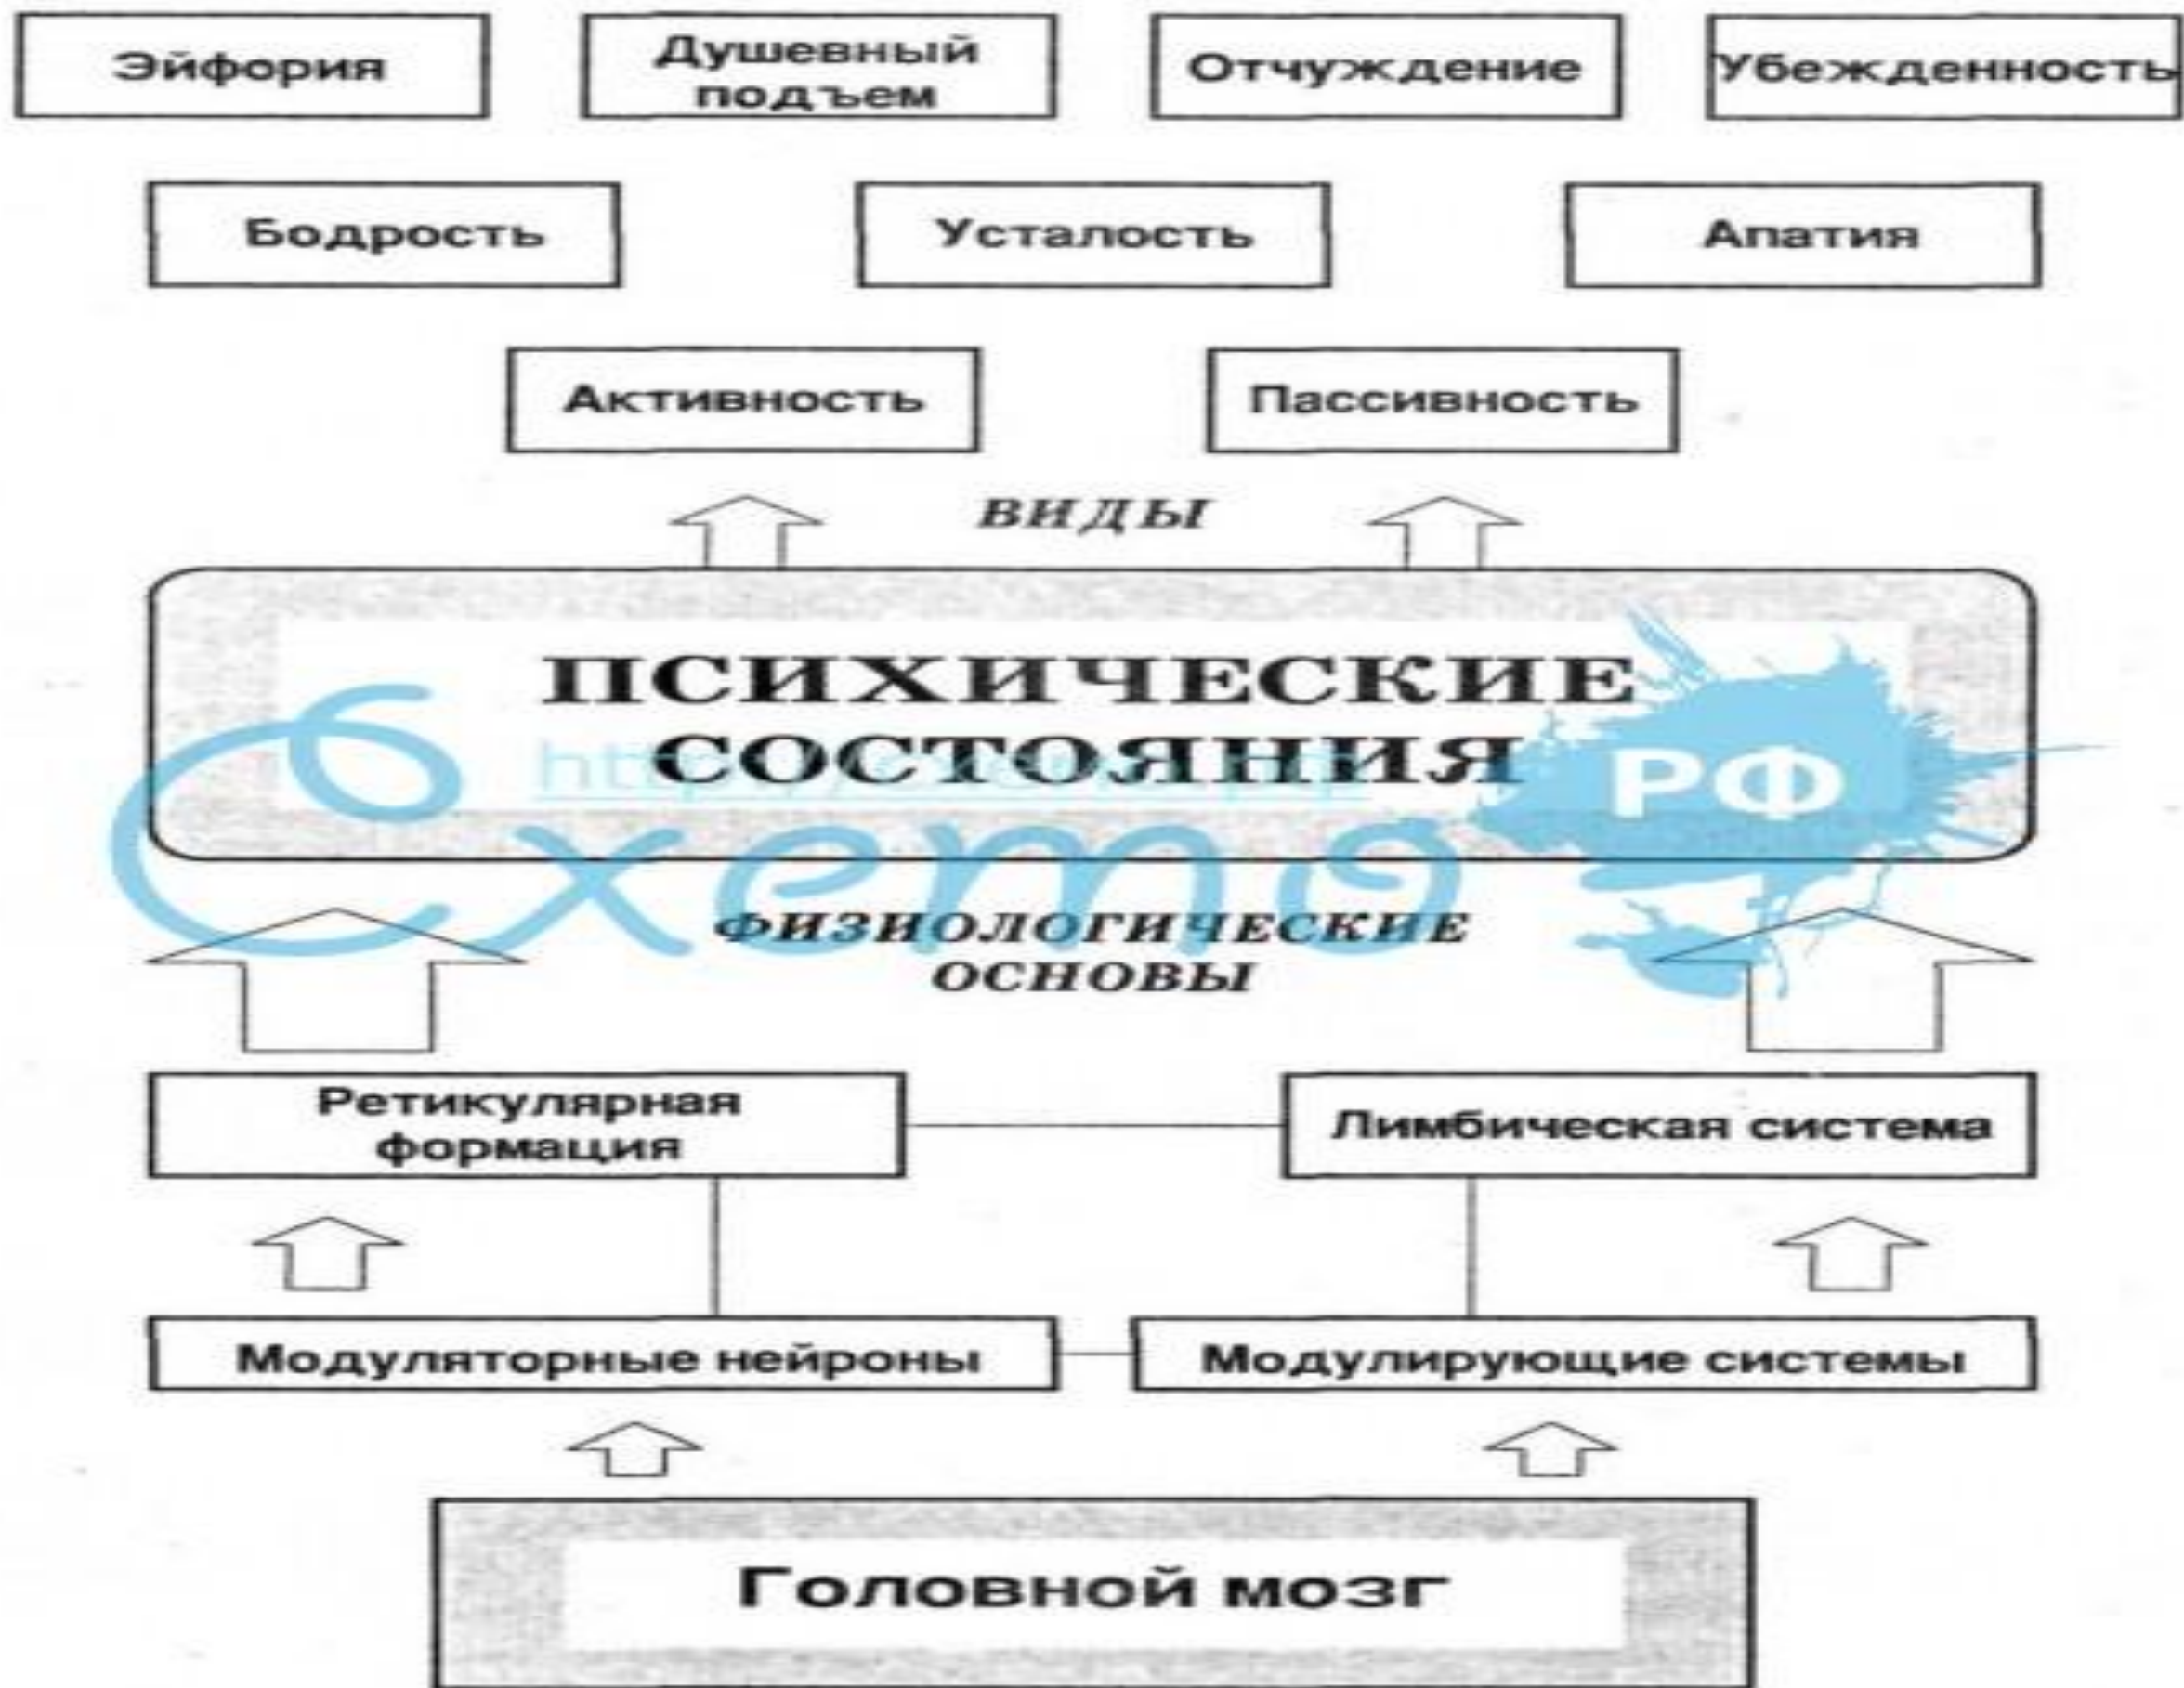 Эйфория
Душевный
подъем
Отчуждение
Убежденность
Бодрость
Усталость
Апатия
Активность
Пассивность
ВИДЫ
ПСИХИЧЕСКИЕ
СОСТОЯНИЯ
Схемо
РФ
ФИЗИОЛОГИЧЕСКИЕ
ОСНОВЫ
Ретикулярная
формация
Лимбическая система
Модуляторные нейроны
Модулирующие системы
Головной мозг